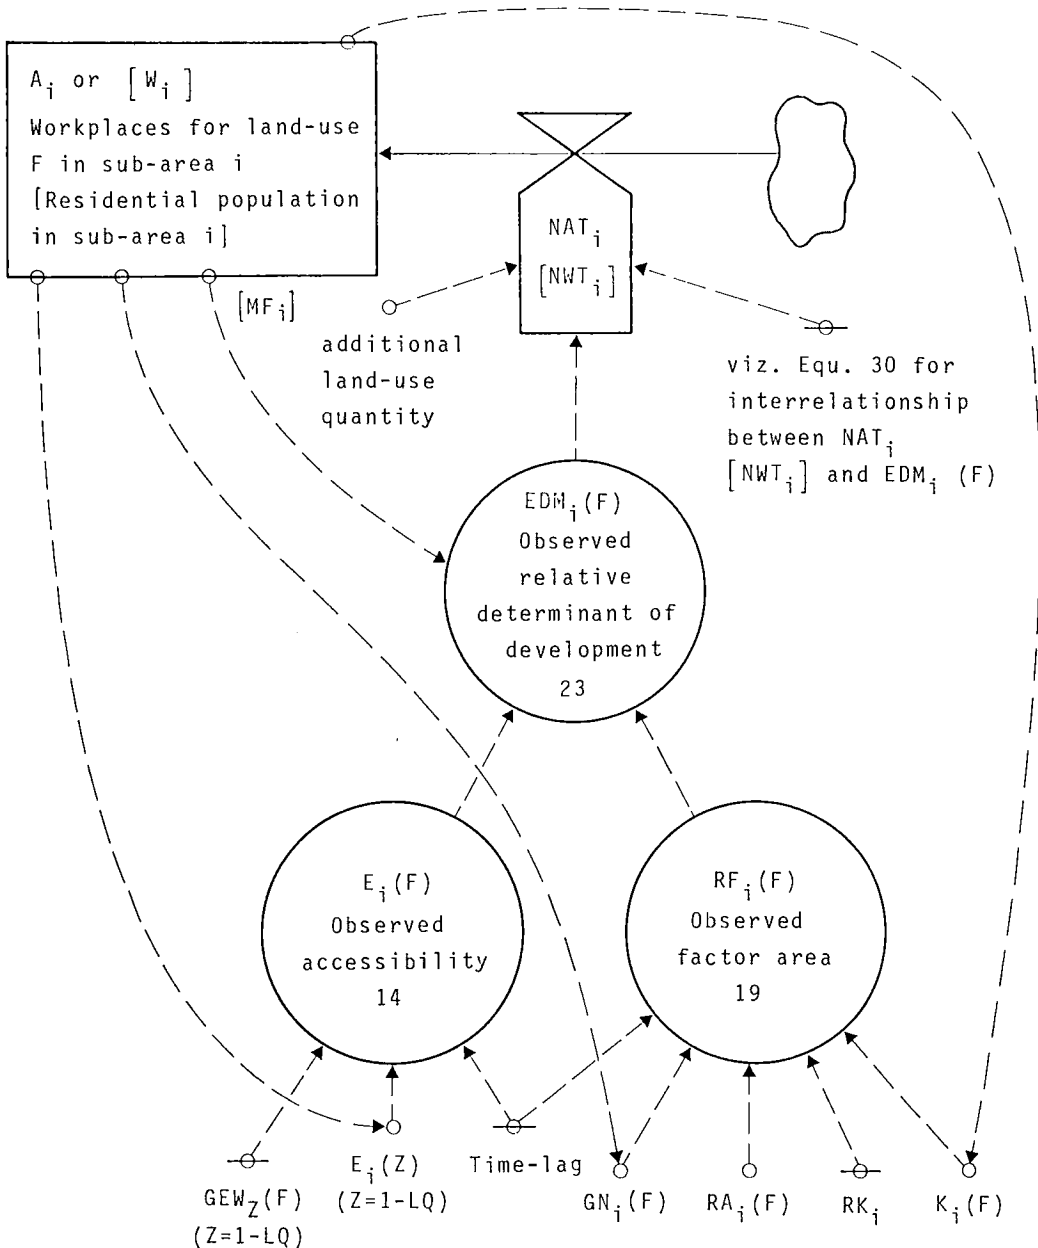 A_i or [W_i]
Workplaces for land-use
F in sub-area i
[Residential population
in sub-area i]
[MF_i]
NAT_i
[NWT_i]
additional
land-use
quantity
viz. Equ. 30 for
interrelationship
between NAT_i
[NWT_i] and EDM_i (F)
EDM_i(F)
Observed
relative
determinant of
development
23
E_i(F)
Observed
accessibility
14
RF_i(F)
Observed
factor area
19
GEW_Z(F)
(Z=1-LQ)
E_i(Z)
(Z=1-LQ)
Time-lag
GN_i(F)
RA_i(F)
RK_i
K_i(F)